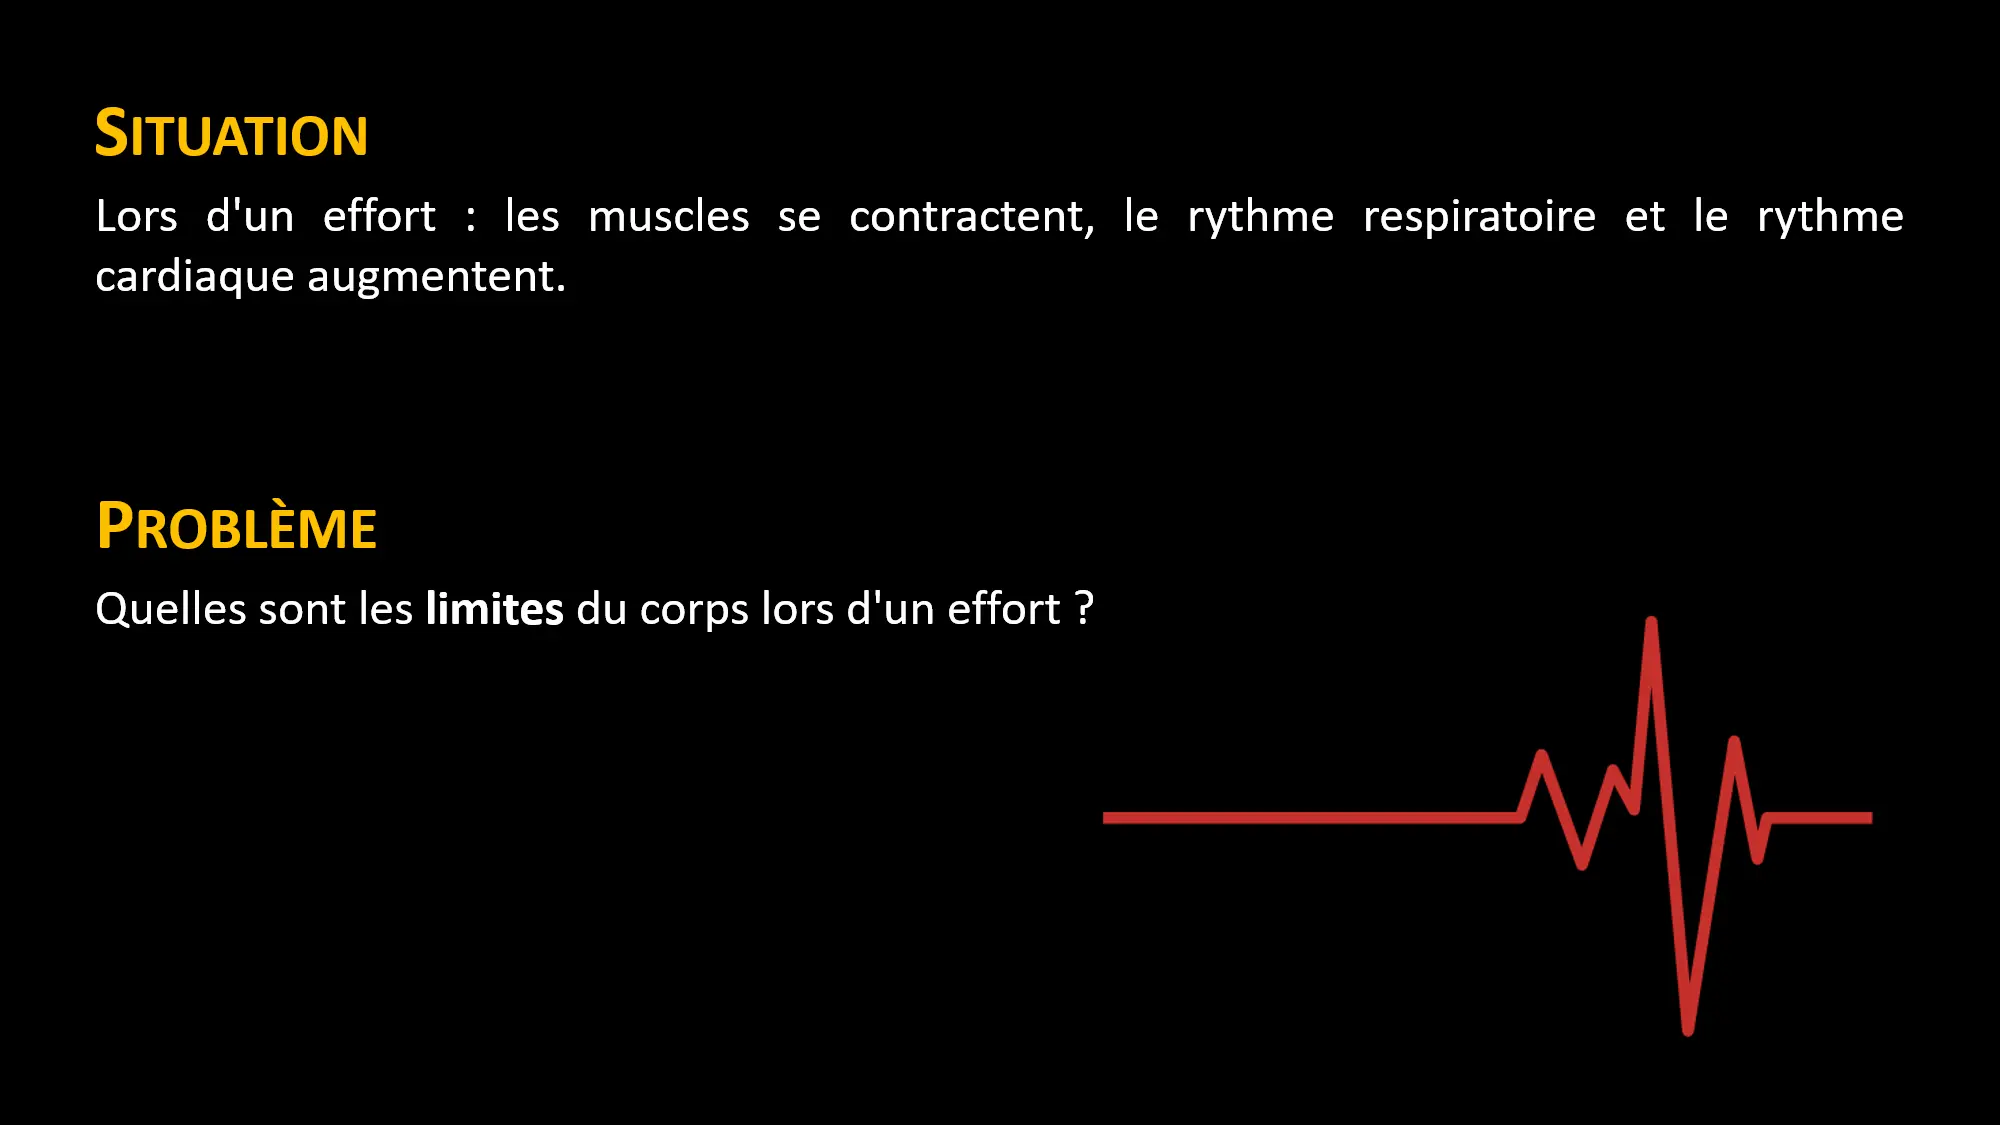 SITUATION
Lors d'un effort : les muscles se contractent, le rythme respiratoire et le rythme
cardiaque augmentent.
PROBLÈME
Quelles sont les limites du corps lors d'un effort ?